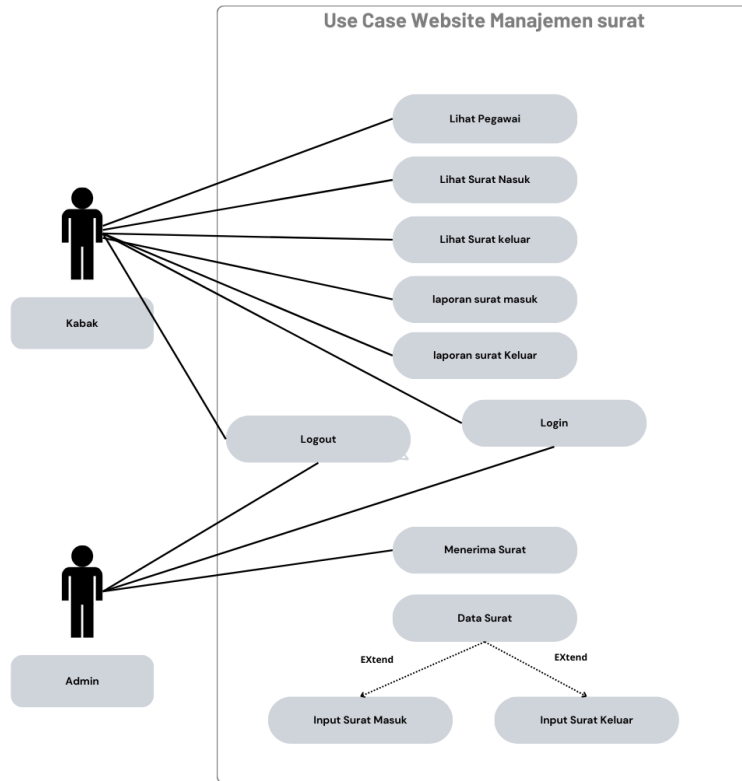 Use Case Website Manajemen surat
Lihat Pegawai
Lihat Surat Nasuk
Lihat Surat keluar
laporan surat masuk
Kabak
laporan surat Keluar
Login
Logout
Menerima Surat
Data Surat
EXtend
EXtend
Admin
Input Surat Masuk
Input Surat Keluar